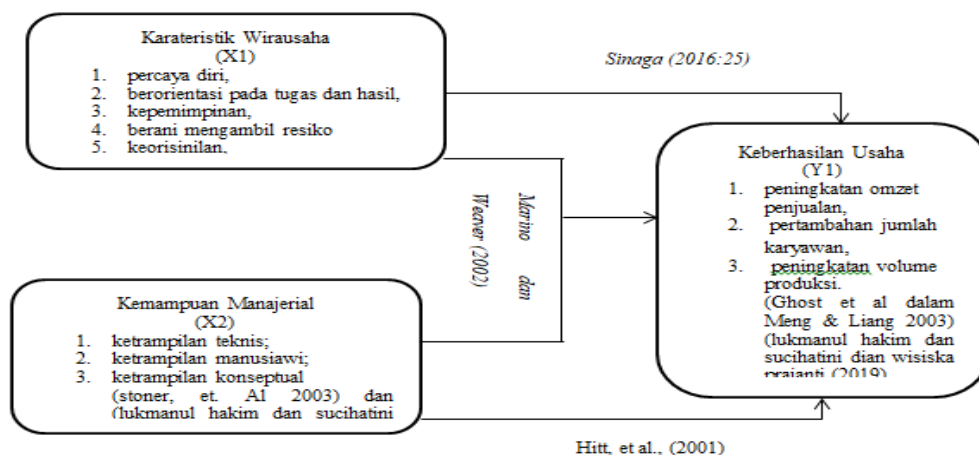 Karateristik Wirausaha
(X1)
1. percaya diri,
2. berorientasi pada tugas dan hasil,
3. kepemimpinan,
4. berani mengambil resiko
5. keorisinilan,
Sinaga (2016:25)
Marino dan
Weaver (2002)
Keberhasilan Usaha
(Y1)
1. peningkatan omzet
penjualan,
2. pertambahan jumlah
karyawan,
3. peningkatan volume
produksi.
(Ghost et al dalam
Meng & Liang 2003)
(lukmanul hakim dan
sucihatini dian wisiska
prajanti (2019)
Kemampuan Manajerial
(X2)
1. ketrampilan teknis;
2. ketrampilan manusiawi;
3. ketrampilan konseptual
(stoner, et. Al 2003) dan
(lukmanul hakim dan sucihatini
Hitt, et al., (2001)